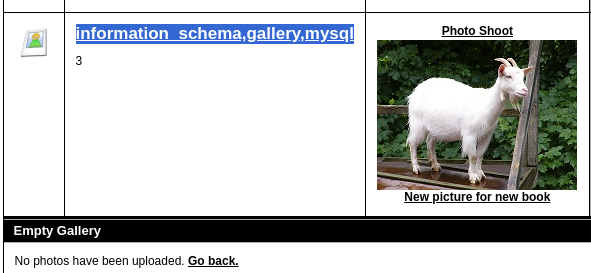 information_schema,gallery,mysql
3
Photo Shoot
New picture for new book
Empty Gallery
No photos have been uploaded. Go back.